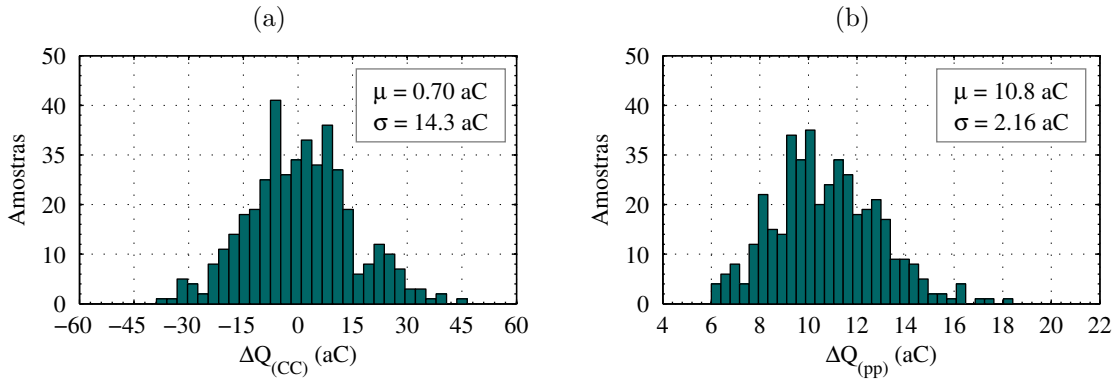 (a)
(b)
50
40
35
20
10
0
Amostras
μ = 0.70 aC
σ = 14.3 aC
−60 −45 −30 −15 0 15 30 45 60
ΔQ(CC) (aC)
50
40
35
20
10
0
Amostras
μ = 10.8 aC
σ = 2.16 aC
4 6 8 10 12 14 16 18 20 22
ΔQ(pp) (aC)